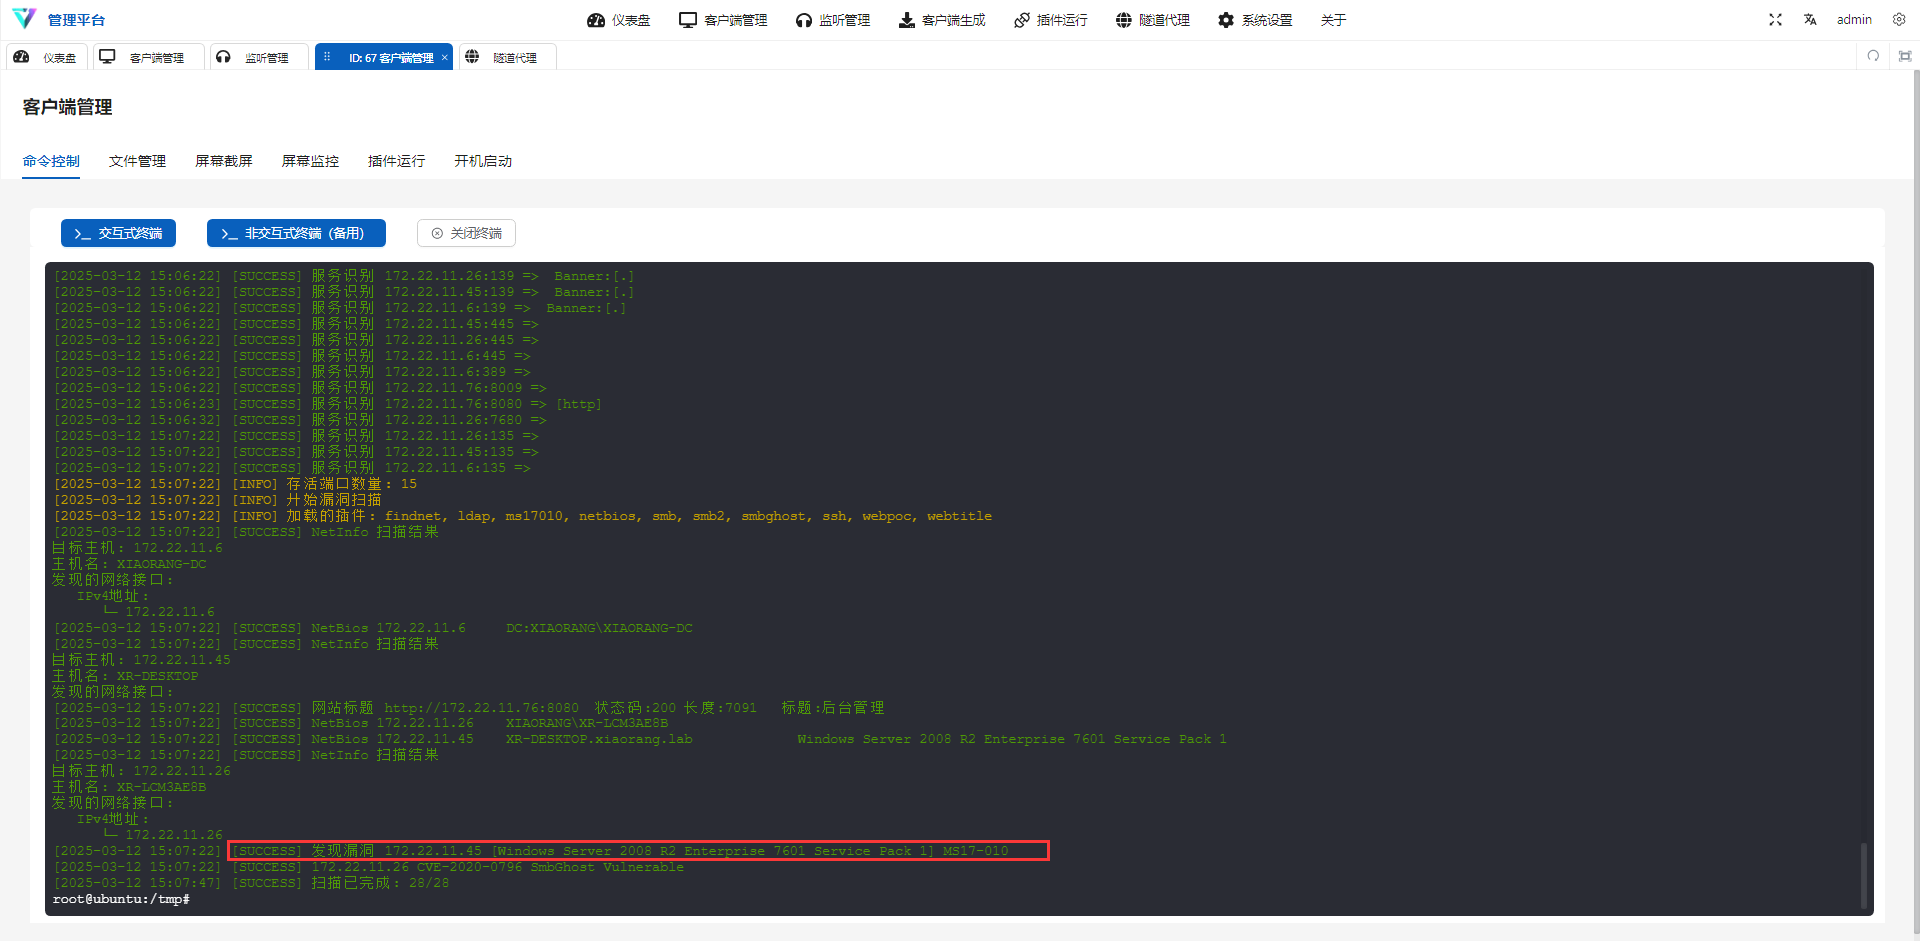 管理平台
仪表盘 客户端管理 监听管理 客户端生成 插件运行 隧道代理 系统设置 关于 admin
仪表盘 客户端管理 监听管理 ID: 67 客户端管理 × 隧道代理
客户端管理
命令控制 文件管理 屏幕截屏 屏幕监控 插件运行 开机启动
交互式终端 非交互式终端（备用） 关闭终端
[2025-03-12 15:06:22] [SUCCESS] 服务识别 172.22.11.26:139 => Banner:[.]
[2025-03-12 15:06:22] [SUCCESS] 服务识别 172.22.11.45:139 => Banner:[.]
[2025-03-12 15:06:22] [SUCCESS] 服务识别 172.22.11.6:139 => Banner:[.]
[2025-03-12 15:06:22] [SUCCESS] 服务识别 172.22.11.45:445 =>
[2025-03-12 15:06:22] [SUCCESS] 服务识别 172.22.11.26:445 =>
[2025-03-12 15:06:22] [SUCCESS] 服务识别 172.22.11.6:445 =>
[2025-03-12 15:06:22] [SUCCESS] 服务识别 172.22.11.6:389 =>
[2025-03-12 15:06:22] [SUCCESS] 服务识别 172.22.11.76:8009 =>
[2025-03-12 15:06:23] [SUCCESS] 服务识别 172.22.11.76:8080 => [http]
[2025-03-12 15:06:32] [SUCCESS] 服务识别 172.22.11.26:7680 =>
[2025-03-12 15:07:22] [SUCCESS] 服务识别 172.22.11.26:135 =>
[2025-03-12 15:07:22] [SUCCESS] 服务识别 172.22.11.45:135 =>
[2025-03-12 15:07:22] [SUCCESS] 服务识别 172.22.11.6:135 =>
[2025-03-12 15:07:22] [INFO] 存活端口数量: 15
[2025-03-12 15:07:22] [INFO] 开始漏洞扫描
[2025-03-12 15:07:22] [INFO] 加载的插件: findnet, ldap, ms17010, netbios, smb, smb2, smbghost, ssh, webpoc, webtitle
[2025-03-12 15:07:22] [SUCCESS] NetInfo 扫描结果
目标主机: 172.22.11.6
主机名: XIAORANG-DC
发现的网络接口:
IPv4地址:
└─ 172.22.11.6
[2025-03-12 15:07:22] [SUCCESS] NetBios 172.22.11.6 DC:XIAORANG\XIAORANG-DC
[2025-03-12 15:07:22] [SUCCESS] NetInfo 扫描结果
目标主机: 172.22.11.45
主机名: XR-DESKTOP
发现的网络接口:
[2025-03-12 15:07:22] [SUCCESS] 网站标题 http://172.22.11.76:8080 状态码:200 长度:7091 标题:后台管理
[2025-03-12 15:07:22] [SUCCESS] NetBios 172.22.11.26 XIAORANG\XR-LCM3AE8B
[2025-03-12 15:07:22] [SUCCESS] NetBios 172.22.11.45 XR-DESKTOP.xiaorang.lab Windows Server 2008 R2 Enterprise 7601 Service Pack 1
[2025-03-12 15:07:22] [SUCCESS] NetInfo 扫描结果
目标主机: 172.22.11.26
主机名: XR-LCM3AE8B
发现的网络接口:
IPv4地址:
└─ 172.22.11.26
[2025-03-12 15:07:22] [SUCCESS] 发现漏洞 172.22.11.45 [Windows Server 2008 R2 Enterprise 7601 Service Pack 1] MS17-010
[2025-03-12 15:07:22] [SUCCESS] 172.22.11.26 CVE-2020-0796 SmbGhost Vulnerable
[2025-03-12 15:07:47] [SUCCESS] 扫描已完成: 28/28
root@ubuntu:/tmp#